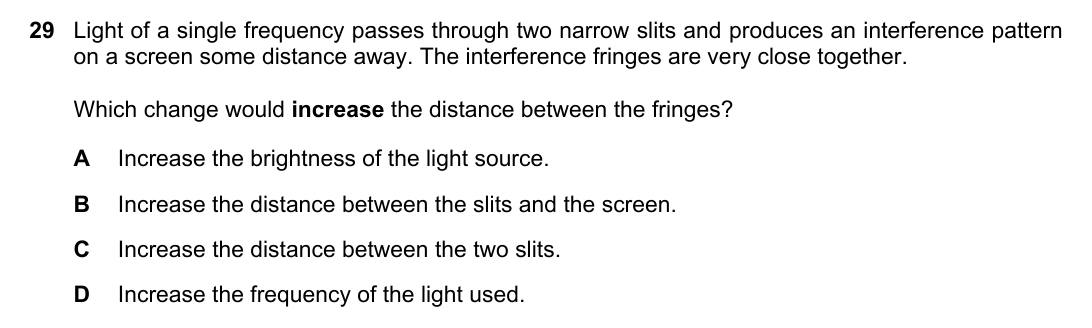 29 Light of a single frequency passes through two narrow slits and produces an interference pattern
on a screen some distance away. The interference fringes are very close together.
Which change would increase the distance between the fringes?
A Increase the brightness of the light source.
B Increase the distance between the slits and the screen.
C Increase the distance between the two slits.
D Increase the frequency of the light used.